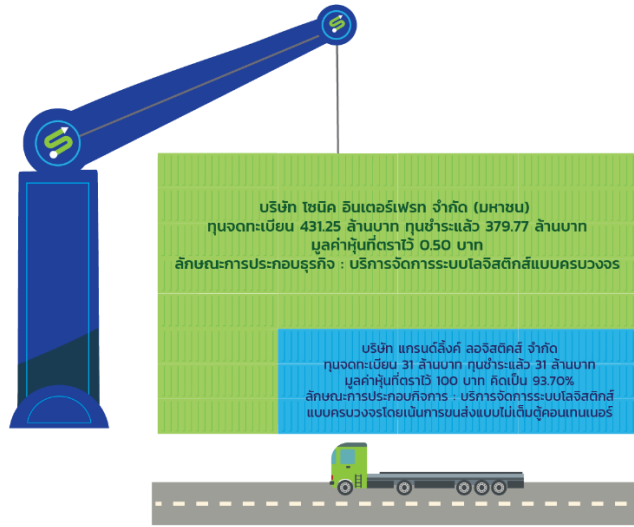 บริษัท โซนิค อินเตอร์เฟรท จำกัด (มหาชน)
ทุนจดทะเบียน 431.25 ล้านบาท ทุนชำระแล้ว 379.77 ล้านบาท
มูลค่าหุ้นที่ตราไว้ 0.50 บาท
ลักษณะการประกอบธุรกิจ : บริการจัดการระบบโลจิสติกส์แบบครบวงจร
บริษัท แกรนด์ลิ้งค์ ลอจิสติคส์ จำกัด
ทุนจดทะเบียน 31 ล้านบาท ทุนชำระแล้ว 31 ล้านบาท
มูลค่าหุ้นที่ตราไว้ 100 บาท คิดเป็น 93.70%
ลักษณะการประกอบกิจการ : บริการจัดการระบบโลจิสติกส์
แบบครบวงจรโดยเน้นการขนส่งแบบไม่เต็มตู้คอนเทนเนอร์